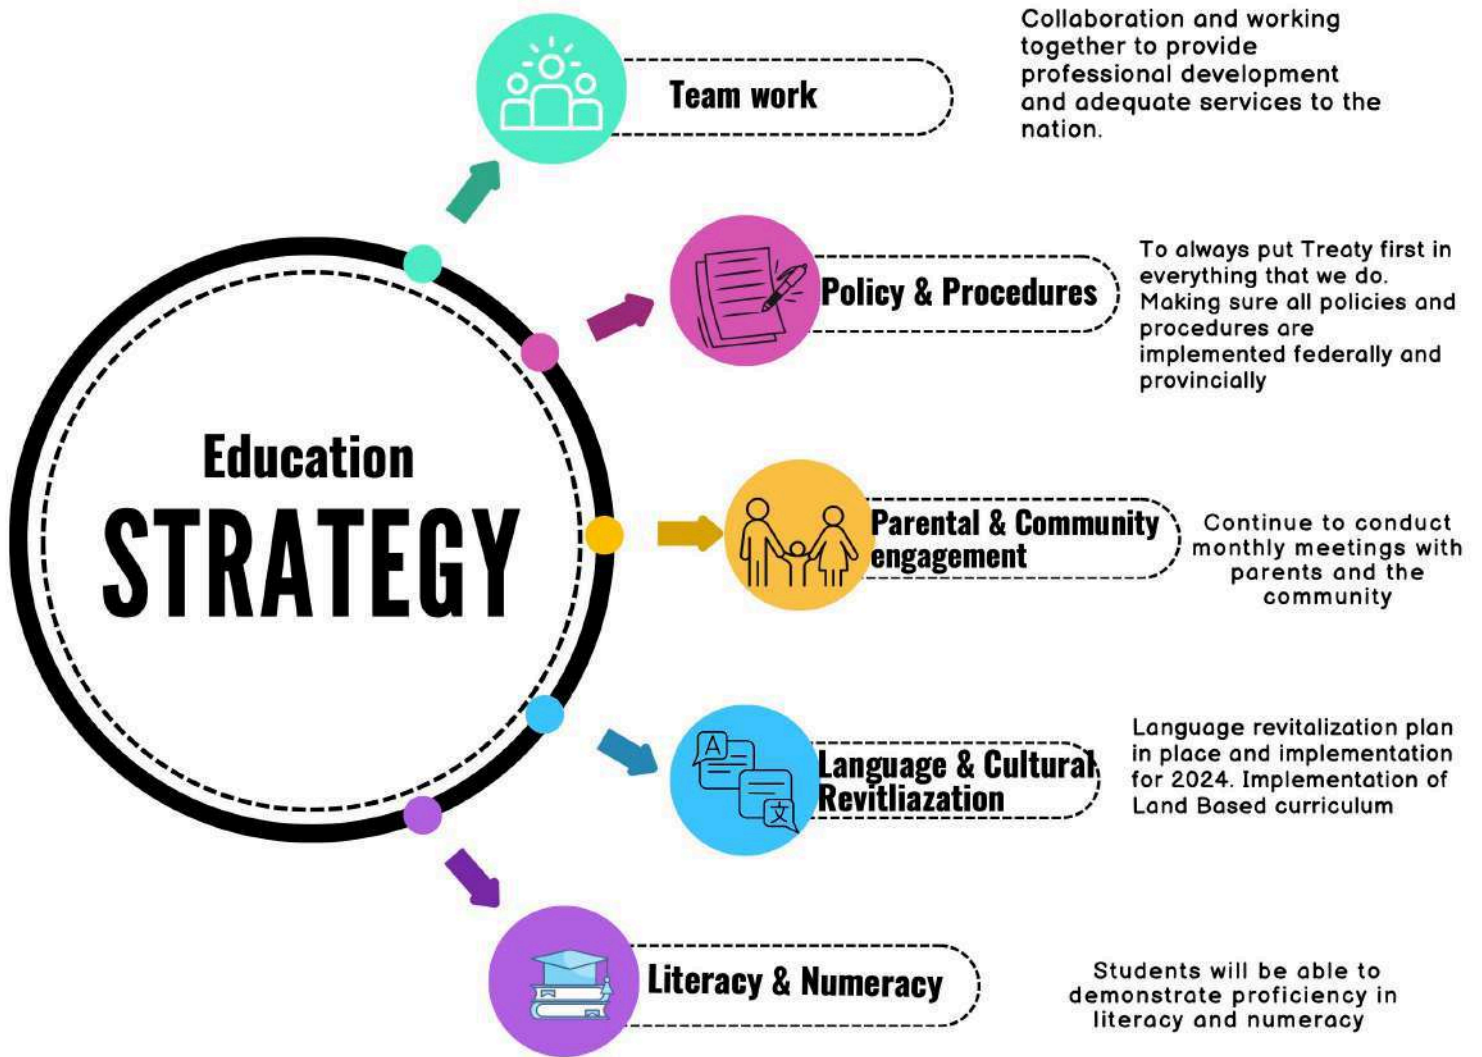 Education
STRATEGY
Team work
Collaboration and working
together to provide
professional development
and adequate services to the
nation.
Policy & Procedures
To always put Treaty first in
everything that we do.
Making sure all policies and
procedures are
implemented federally and
provincially
Parental & Community
engagement
Continue to conduct
monthly meetings with
parents and the
community
A
文
Language & Cultural
Revitliazation
Language revitalization plan
in place and implementation
for 2024. Implementation of
Land Based curriculum
Literacy & Numeracy
Students will be able to
demonstrate proficiency in
literacy and numeracy